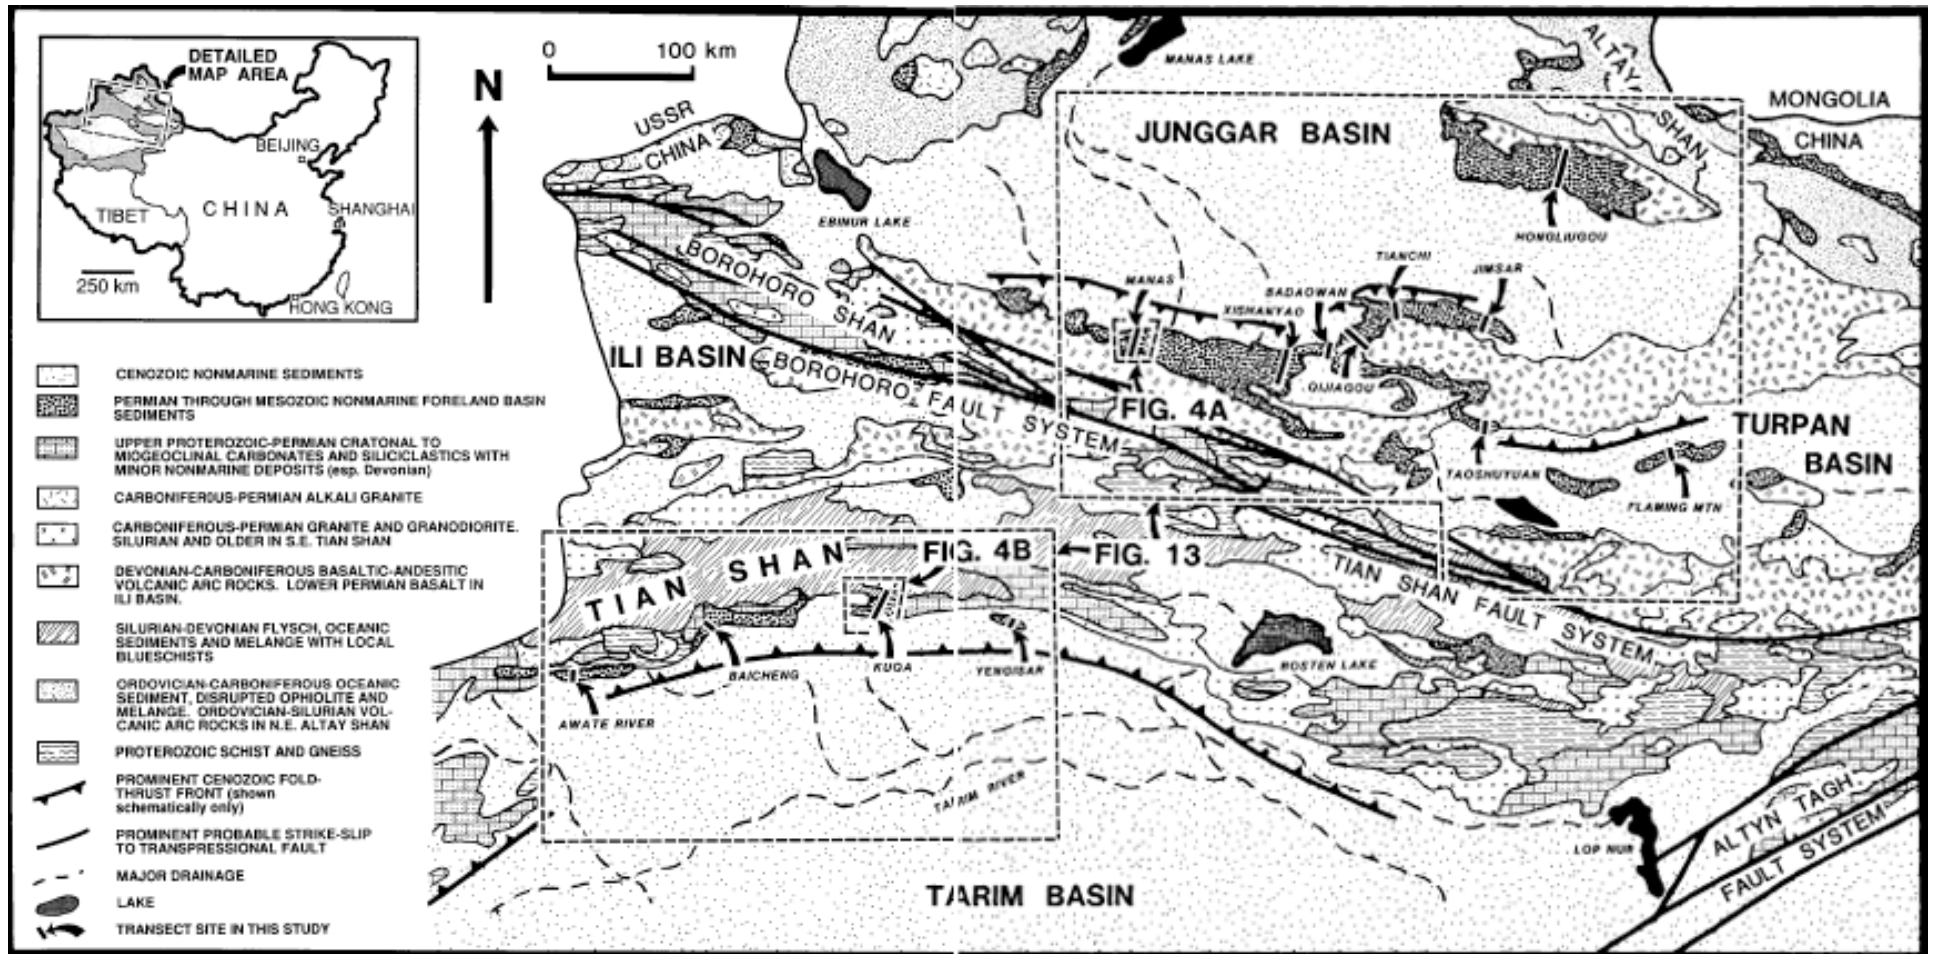 DETAILED
MAP AREA
BEIJING
TIBET
CHINA
SHANGHAI
250 km
HONG KONG
CENOZOIC NONMARINE SEDIMENTS
PERMIAN THROUGH MESOZOIC NONMARINE FORELAND BASIN
SEDIMENTS
UPPER PROTEROZOIC-PERMIAN CRATONAL TO
MIOGEOCLINAL CARBONATES AND SILICICLASTICS WITH
MINOR NONMARINE DEPOSITS (esp. Devonian)
CARBONIFEROUS-PERMIAN ALKALI GRANITE
CARBONIFEROUS-PERMIAN GRANITE AND GRANODIORITE.
SILURIAN AND OLDER IN S.E. TIAN SHAN
DEVONIAN-CARBONIFEROUS BASALTIC-ANDESITIC
VOLCANIC ARC ROCKS. LOWER PERMIAN BASALT IN
ILI BASIN.
SILURIAN-DEVONIAN FLYSCH, OCEANIC
SEDIMENTS AND MELANGE WITH LOCAL
BLUESCHISTS
ORDOVICIAN-CARBONIFEROUS OCEANIC
SEDIMENT, DISRUPTED OPHIOLITE AND
MELANGE. ORDOVICIAN-SILURIAN VOL-
CANIC ARC ROCKS IN N.E. ALTAY SHAN
PROTEROZOIC SCHIST AND GNEISS
PROMINENT CENOZOIC FOLD-
THRUST FRONT (shown
schematically only)
PROMINENT PROBABLE STRIKE-SLIP
TO TRANSPRESSIONAL FAULT
MAJOR DRAINAGE
LAKE
TRANSECT SITE IN THIS STUDY
N
0 100 km
USSR
CHINA
MANAS LAKE
ALTAY SHAN
MONGOLIA
CHINA
JUNGGAR BASIN
EBINUR LAKE
HONGLIUGOU
TIANCHI
JIMSAR
MANAS
BADAOWAN
XISHANYAO
BOROHORO SHAN
ILI BASIN
BOROHORO FAULT SYSTEM
QIJIAGOU
FIG. 4A
TURPAN
BASIN
TAOSHUYUAN
FLAMING MTN
TIAN SHAN
FIG. 4B
FIG. 13
TIAN SHAN FAULT SYSTEM
BAICHENG
KUQA
YENGISAR
BOSTEN LAKE
AWATE RIVER
TARIM RIVER
LOP NUR
ALTYN TAGH
FAULT SYSTEM
TARIM BASIN